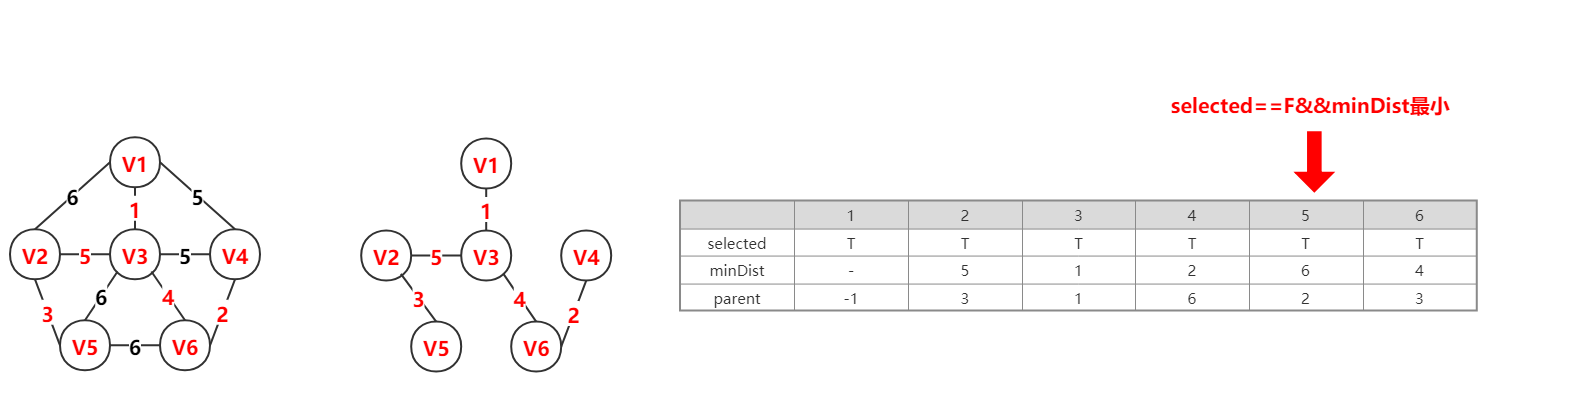 selected==F&&minDist最小
V1
6
5
1
V2
5
V3
5
V4
6
4
3
2
V5
6
V6
V1
1
V2
5
V3
V4
3
4
2
V5
V6
1 2 3 4 5 6
selected T T T T T T
minDist - 5 1 2 6 4
parent -1 3 1 6 2 3